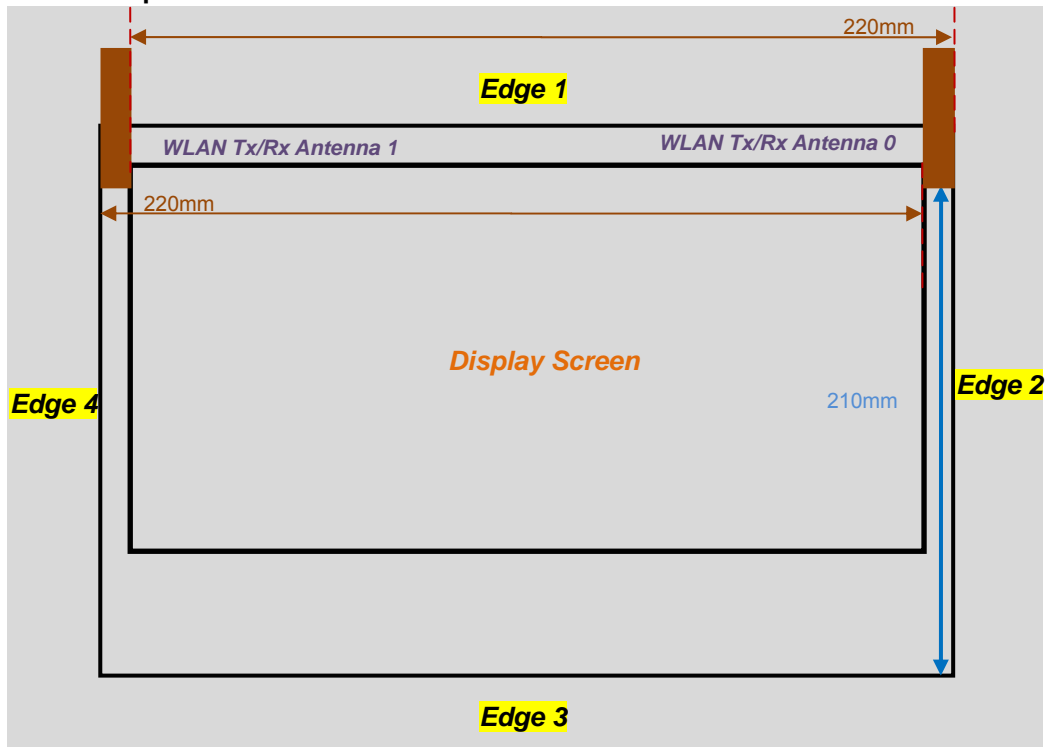 220mm
Edge 1
WLAN Tx/Rx Antenna 1
WLAN Tx/Rx Antenna 0
220mm
Display Screen
Edge 4
210mm
Edge 2
Edge 3